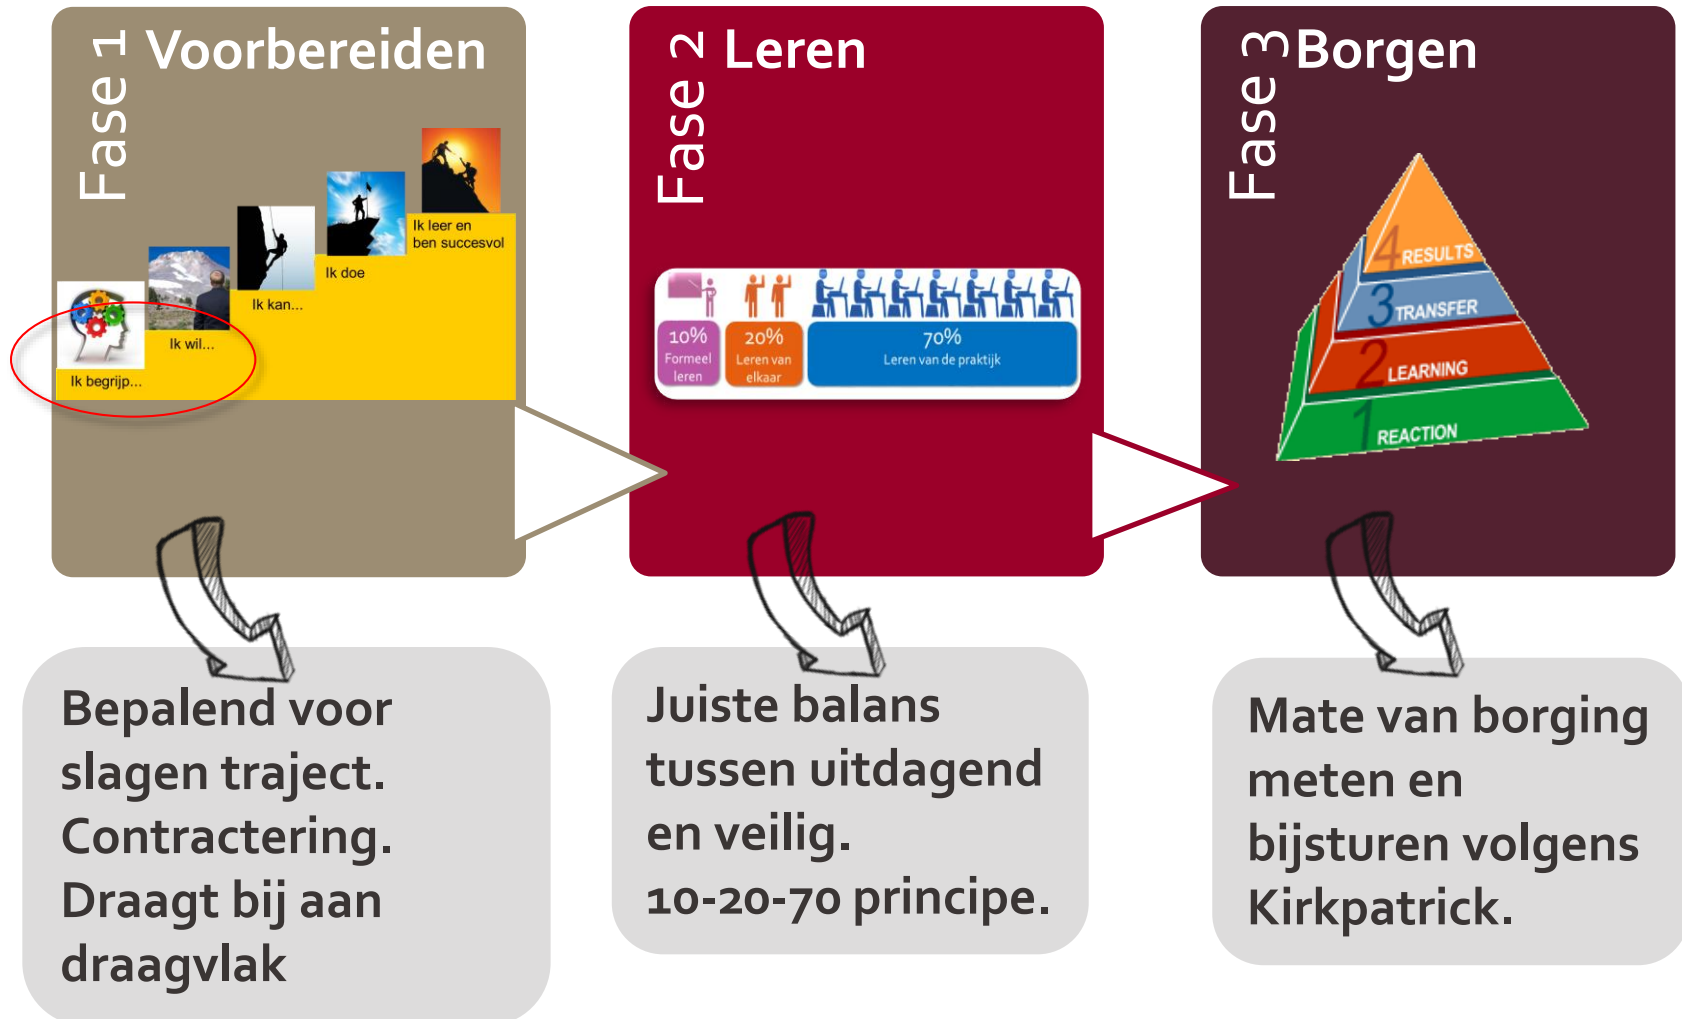 Fase 1
Voorbereiden
Ik leer en
ben succesvol
Ik doe
Ik kan...
Ik wil...
Ik begrijp...
Fase 2
Leren
10%
Formeel
leren
20%
Leren van
elkaar
70%
Leren van de praktijk
Fase 3
Borgen
4 RESULTS
3 TRANSFER
2 LEARNING
1 REACTION
Bepalend voor
slagen traject.
Contractering.
Draagt bij aan
draagvlak
Juiste balans
tussen uitdagend
en veilig.
10-20-70 principe.
Mate van borging
meten en
bijsturen volgens
Kirkpatrick.